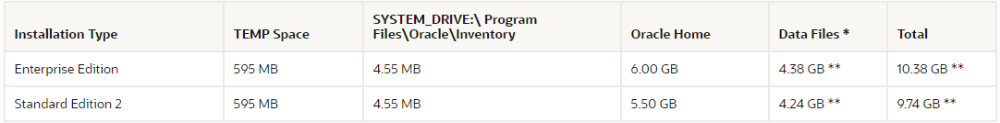 Installation Type TEMP Space SYSTEM_DRIVE:\ Program Files\Oracle\Inventory Oracle Home Data Files * Total
Enterprise Edition 595 MB 4.55 MB 6.00 GB 4.38 GB ** 10.38 GB **
Standard Edition 2 595 MB 4.55 MB 5.50 GB 4.24 GB ** 9.74 GB **